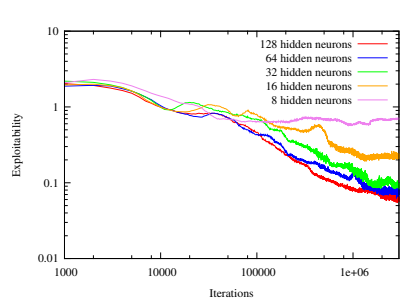 10
1
0.1
0.01
Exploitability
128 hidden neurons
64 hidden neurons
32 hidden neurons
16 hidden neurons
8 hidden neurons
1000 10000 100000 1e+06
Iterations